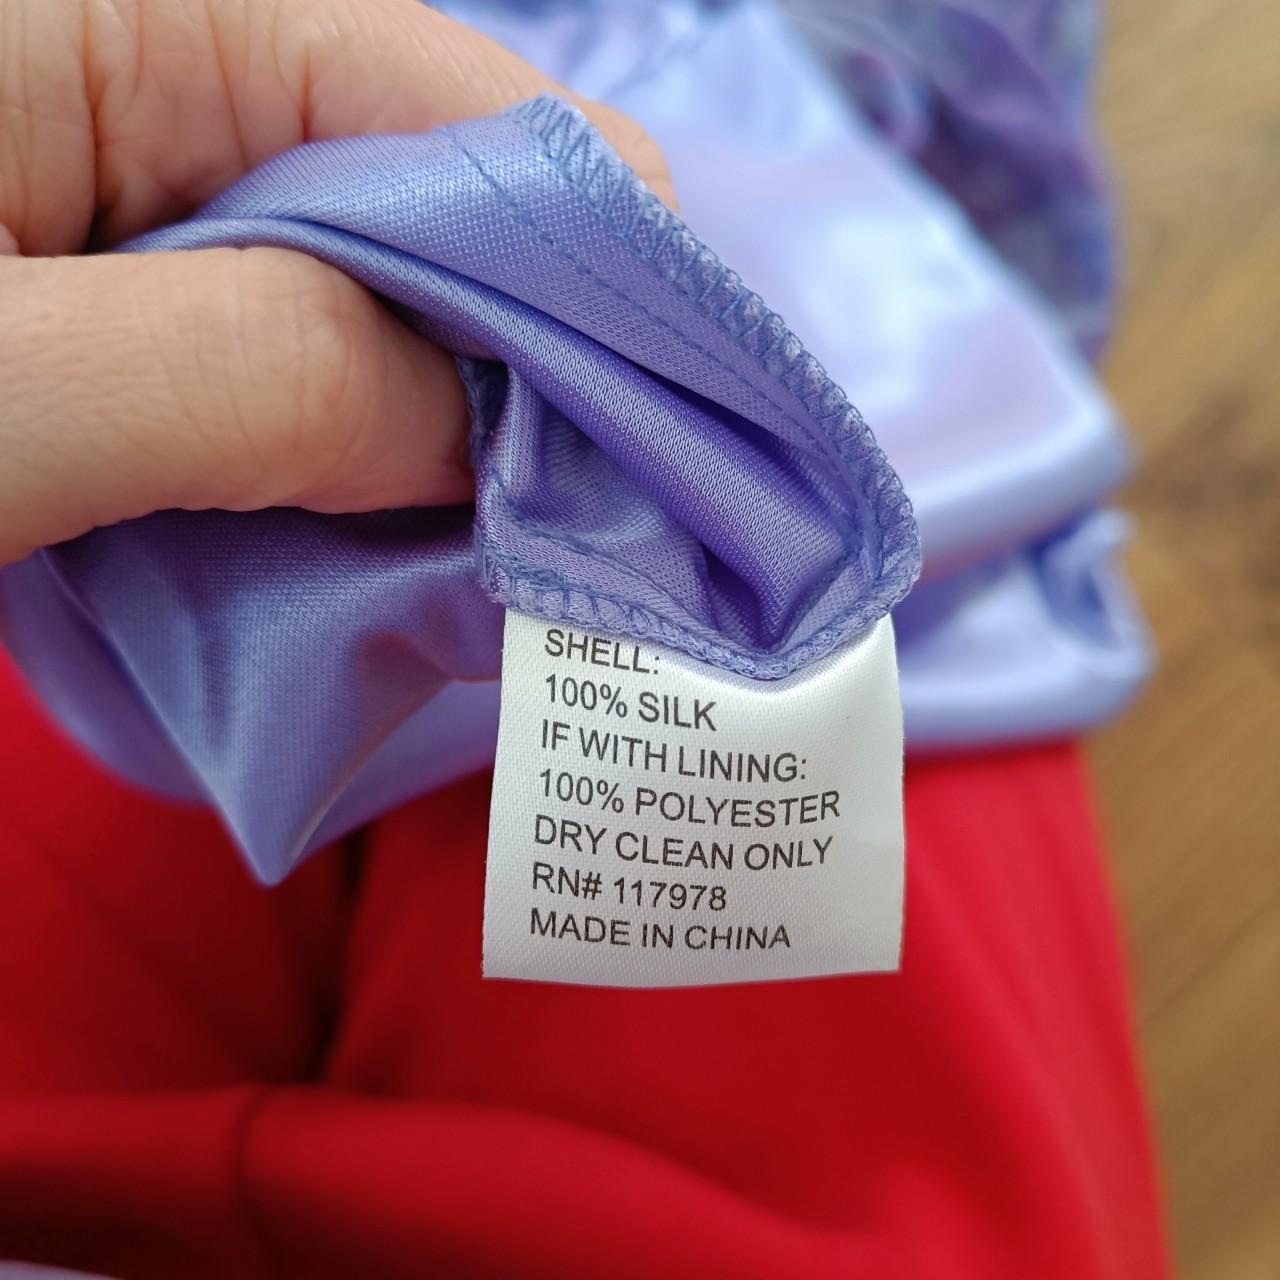 SHELL:
100% SILK
IF WITH LINING:
100% POLYESTER
DRY CLEAN ONLY
RN# 117978
MADE IN CHINA